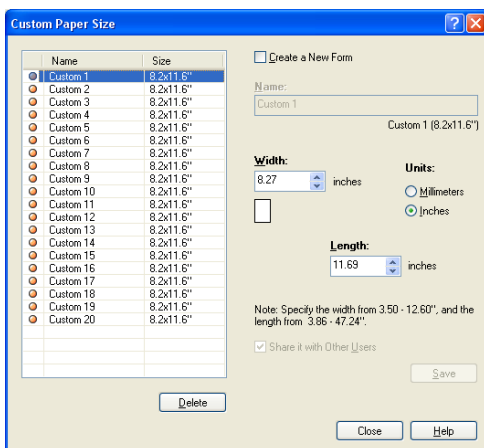 Custom Paper Size
Name Size
Custom 1 8.2x11.6"
Custom 2 8.2x11.6"
Custom 3 8.2x11.6"
Custom 4 8.2x11.6"
Custom 5 8.2x11.6"
Custom 6 8.2x11.6"
Custom 7 8.2x11.6"
Custom 8 8.2x11.6"
Custom 9 8.2x11.6"
Custom 10 8.2x11.6"
Custom 11 8.2x11.6"
Custom 12 8.2x11.6"
Custom 13 8.2x11.6"
Custom 14 8.2x11.6"
Custom 15 8.2x11.6"
Custom 16 8.2x11.6"
Custom 17 8.2x11.6"
Custom 18 8.2x11.6"
Custom 19 8.2x11.6"
Custom 20 8.2x11.6"
Delete
Create a New Form
Name:
Custom 1
Custom 1 (8.2x11.6")
Width:
8.27 inches
Units:
Millimeters
Inches
Length:
11.69 inches
Note: Specify the width from 3.50 - 12.60", and the
length from 3.86 - 47.24".
Share it with Other Users
Save
Close Help